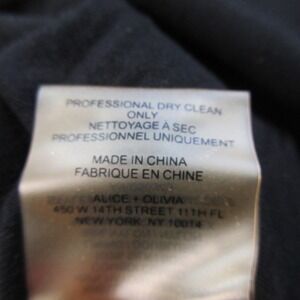 PROFESSIONAL DRY CLEAN
ONLY
NETTOYAGE À SEC
PROFESSIONNEL UNIQUEMENT
MADE IN CHINA
FABRIQUE EN CHINE
ALICE + OLIVIA
450 W 14TH STREET 11TH FL
NEW YORK, NY 10014